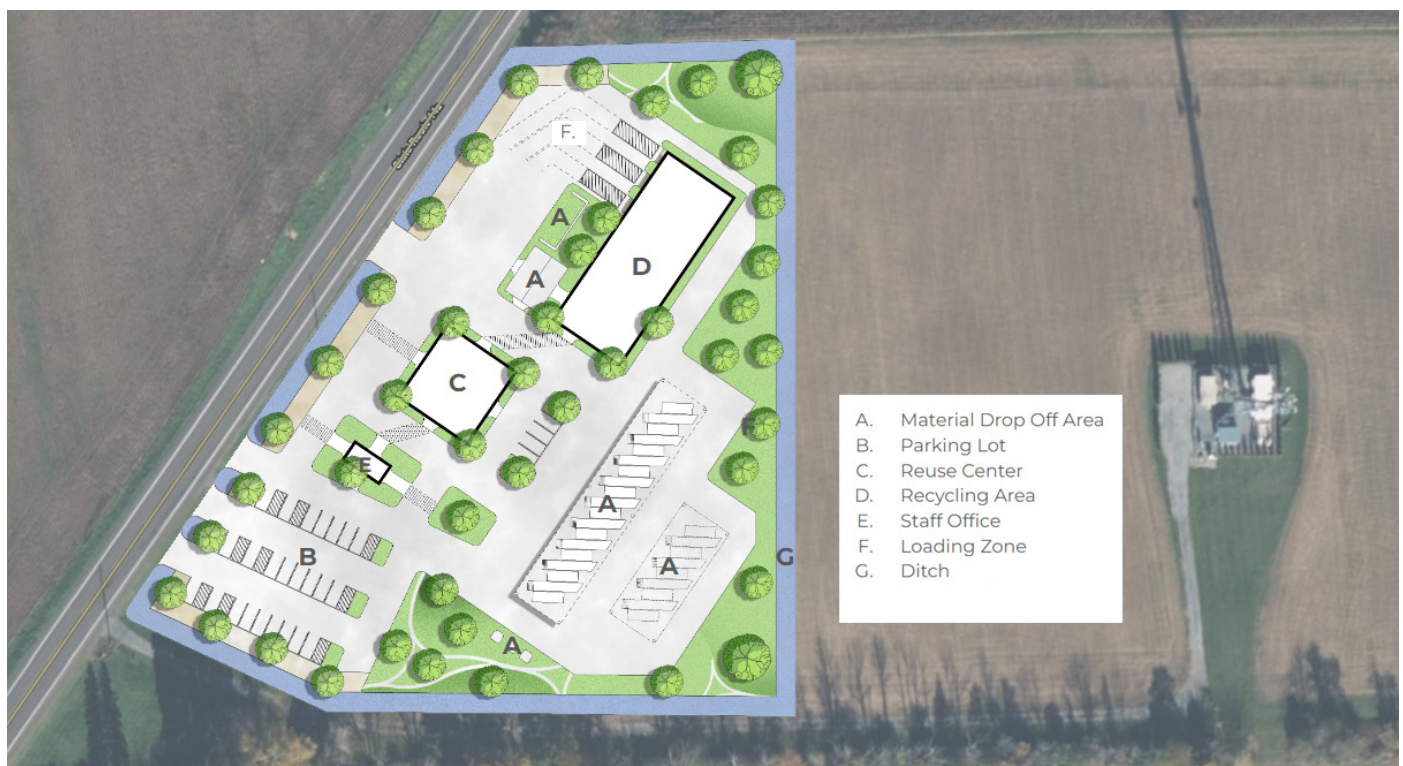 F.
A
A
D
C
E
F
A
B
A
G
A
A. Material Drop Off Area
B. Parking Lot
C. Reuse Center
D. Recycling Area
E. Staff Office
F. Loading Zone
G. Ditch